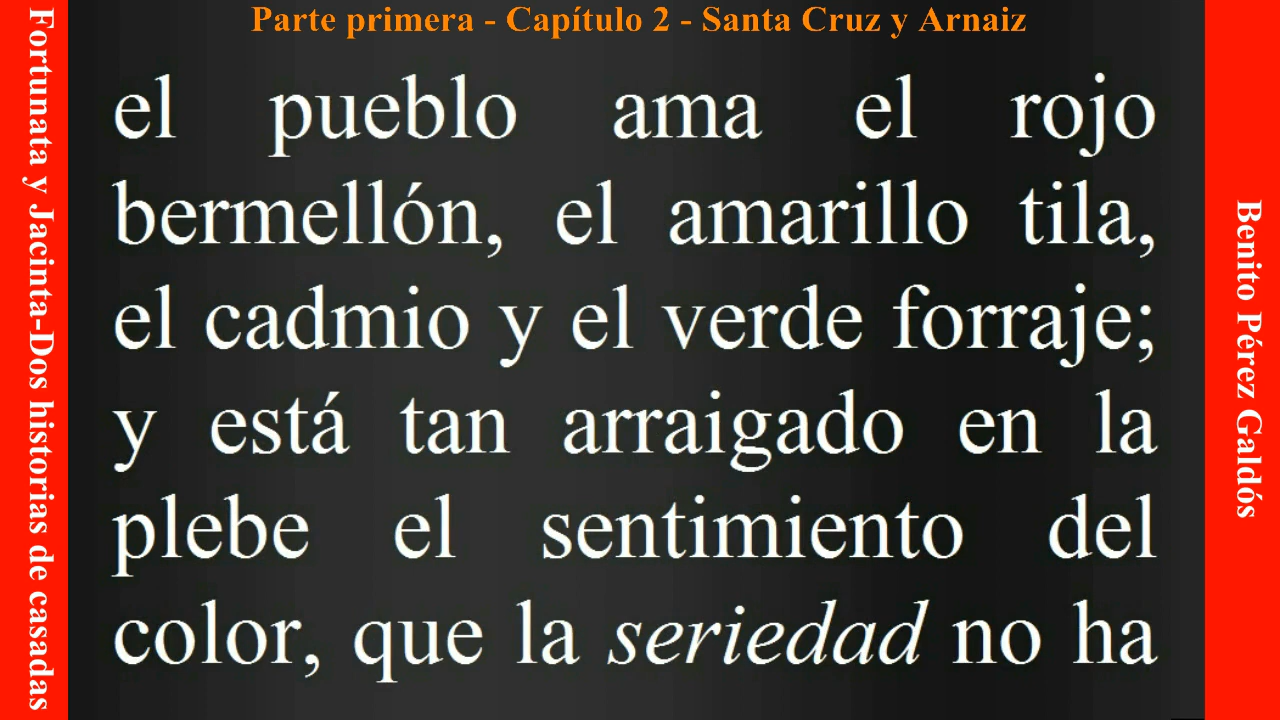 Parte primera - Capítulo 2 - Santa Cruz y Arnaiz
Fortunata y Jacinta-Dos historias de casadas
el pueblo ama el rojo
bermellón, el amarillo tila,
el cadmio y el verde forraje;
y está tan arraigado en la
plebe el sentimiento del
color, que la seriedad no ha
Benito Pérez Galdós